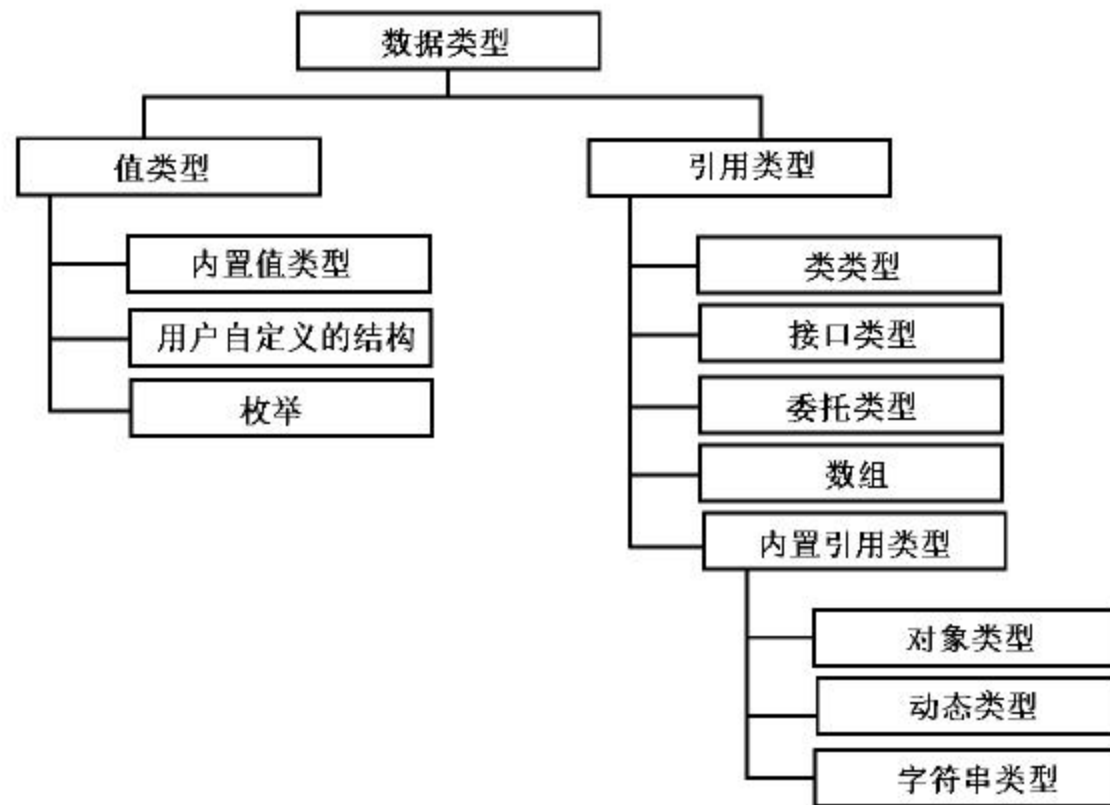 数据类型
值类型
引用类型
内置值类型
用户自定义的结构
枚举
类类型
接口类型
委托类型
数组
内置引用类型
对象类型
动态类型
字符串类型